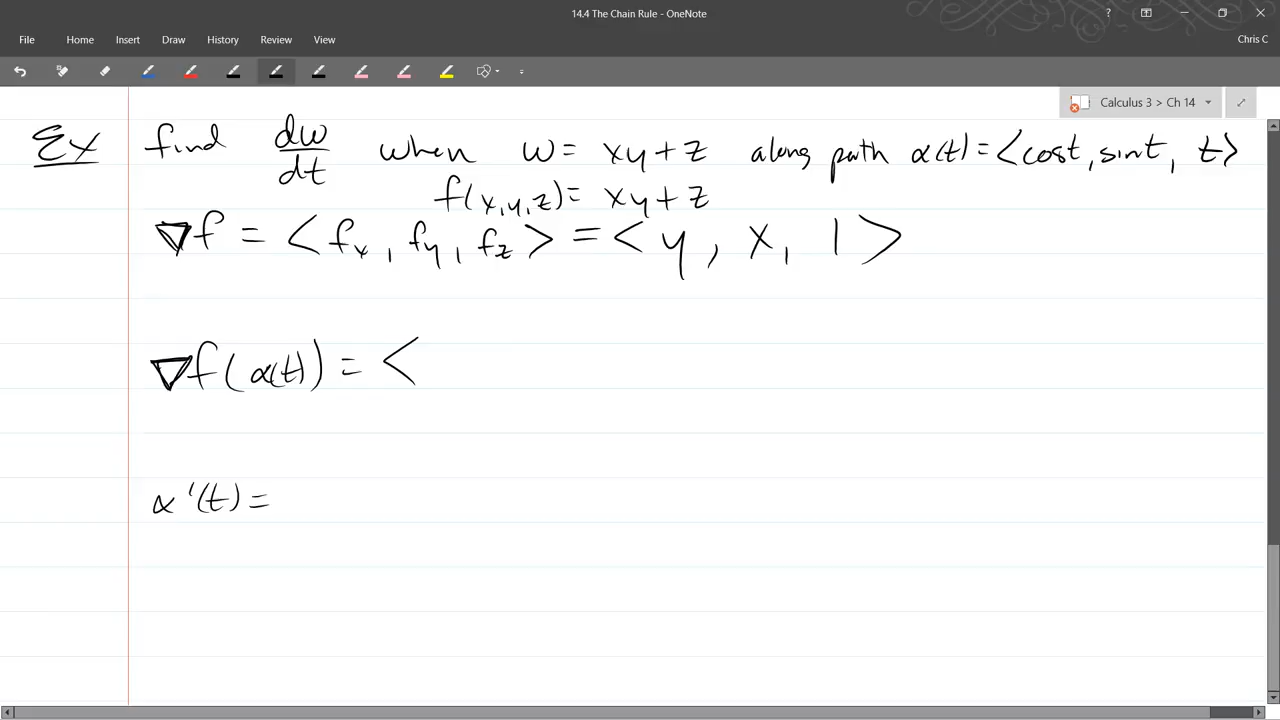 14.4 The Chain Rule - OneNote
File Home Insert Draw History Review View
Chris C
Calculus 3 > Ch 14
Ex find dw/dt when w = xy + z along path α(t) = <cost, sint, t>
f(x,y,z) = xy + z
∇f = <fx, fy, fz> = <y, x, 1>
∇f(α(t)) = <
α'(t) =